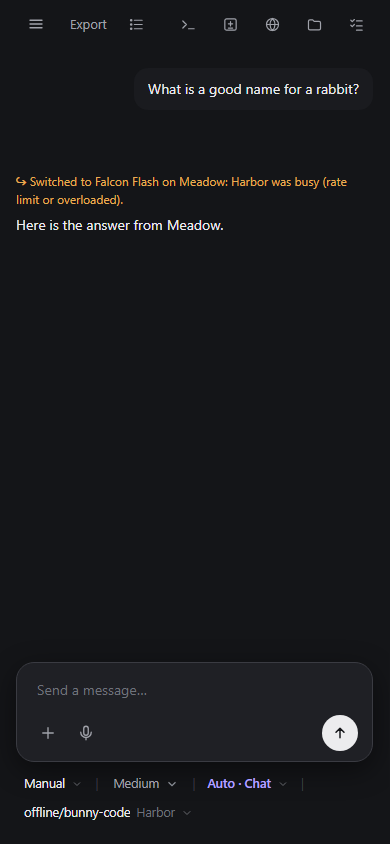 Export
What is a good name for a rabbit?
↪ Switched to Falcon Flash on Meadow: Harbor was busy (rate
limit or overloaded).
Here is the answer from Meadow.
Send a message...
Manual | Medium | Auto · Chat |
offline/bunny-code Harbor